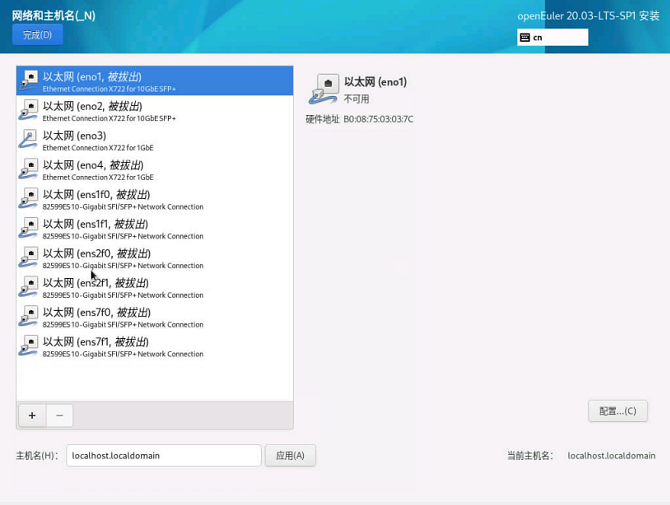 网络和主机名(_N)
openEuler 20.03-LTS-SP1 安装
完成(D)
cn
以太网 (eno1, 被拔出)
Ethernet Connection X722 for 10GbE SFP+
以太网 (eno2, 被拔出)
Ethernet Connection X722 for 10GbE SFP+
以太网 (eno3)
Ethernet Connection X722 for 1GbE
以太网 (eno4, 被拔出)
Ethernet Connection X722 for 1GbE
以太网 (ens1f0, 被拔出)
82599ES 10-Gigabit SFI/SFP+ Network Connection
以太网 (ens1f1, 被拔出)
82599ES 10-Gigabit SFI/SFP+ Network Connection
以太网 (ens2f0, 被拔出)
82599ES 10-Gigabit SFI/SFP+ Network Connection
以太网 (ens2f1, 被拔出)
82599ES 10-Gigabit SFI/SFP+ Network Connection
以太网 (ens7f0, 被拔出)
82599ES 10-Gigabit SFI/SFP+ Network Connection
以太网 (ens7f1, 被拔出)
82599ES 10-Gigabit SFI/SFP+ Network Connection
以太网 (eno1)
不可用
硬件地址 B0:08:75:03:03:7C
+ −
配置...(C)
主机名(H): localhost.localdomain 应用(A) 当前主机名: localhost.localdomain